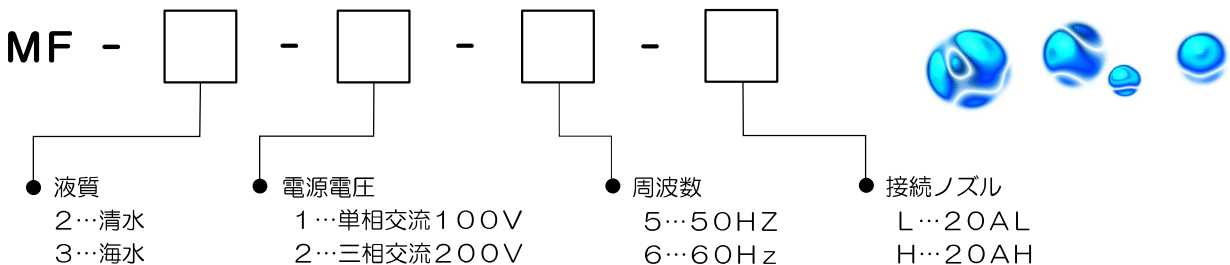 MF - □ - □ - □ - □
液質
2…清水
3…海水
電源電圧
1…単相交流100V
2…三相交流200V
周波数
5…50HZ
6…60Hz
接続ノズル
L…20AL
H…20AH